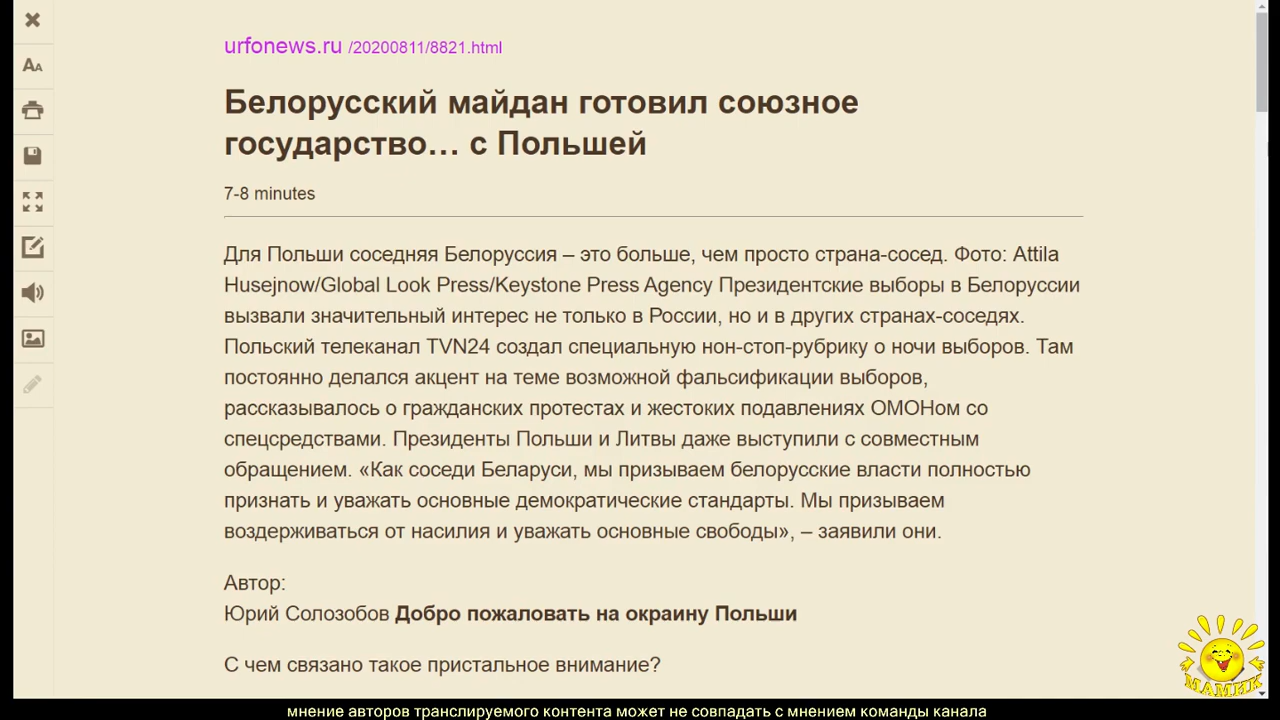 urfonews.ru /20200811/8821.html
Белорусский майдан готовил союзное
государство… с Польшей
7-8 minutes
Для Польши соседняя Белоруссия – это больше, чем просто страна-сосед. Фото: Attila
Husejnow/Global Look Press/Keystone Press Agency Президентские выборы в Белоруссии
вызвали значительный интерес не только в России, но и в других странах-соседях.
Польский телеканал TVN24 создал специальную нон-стоп-рубрику о ночи выборов. Там
постоянно делался акцент на теме возможной фальсификации выборов,
рассказывалось о гражданских протестах и жестоких подавлениях ОМОНом со
спецсредствами. Президенты Польши и Литвы даже выступили с совместным
обращением. «Как соседи Беларуси, мы призываем белорусские власти полностью
признать и уважать основные демократические стандарты. Мы призываем
воздерживаться от насилия и уважать основные свободы», – заявили они.
Автор:
Юрий Солозобов Добро пожаловать на окраину Польши
С чем связано такое пристальное внимание?
МАМИК
мнение авторов транслируемого контента может не совпадать с мнением команды канала